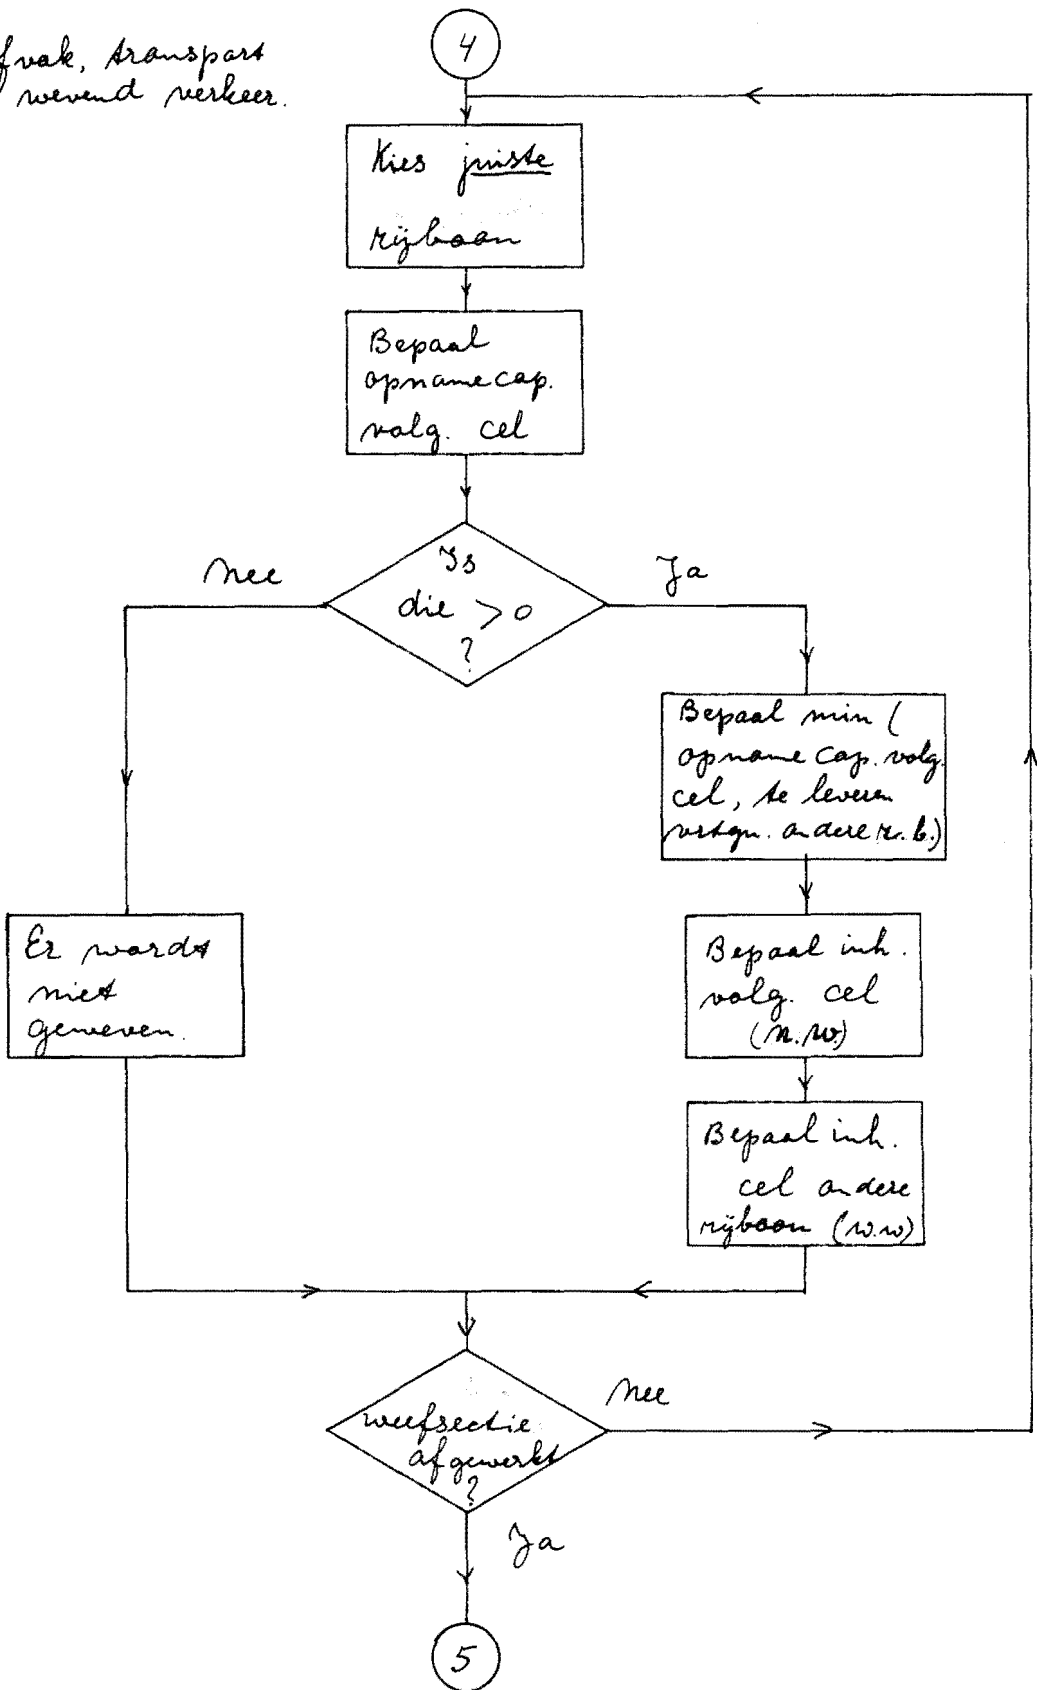 fvak, transport
wevend verkeer.
4
Kies juiste
rijbaan
Bepaal
opnamecap.
volg. cel
Is
die > 0
?
Nee
Ja
Bepaal min (
opname cap. volg.
cel, te leveren
vrtgn. andere r.b.)
Er wordt
niet
geweven.
Bepaal inh.
volg. cel
(n.w.)
Bepaal inh.
cel andere
rijbaan (w.w)
weefsectie
afgewerkt
?
Nee
Ja
5